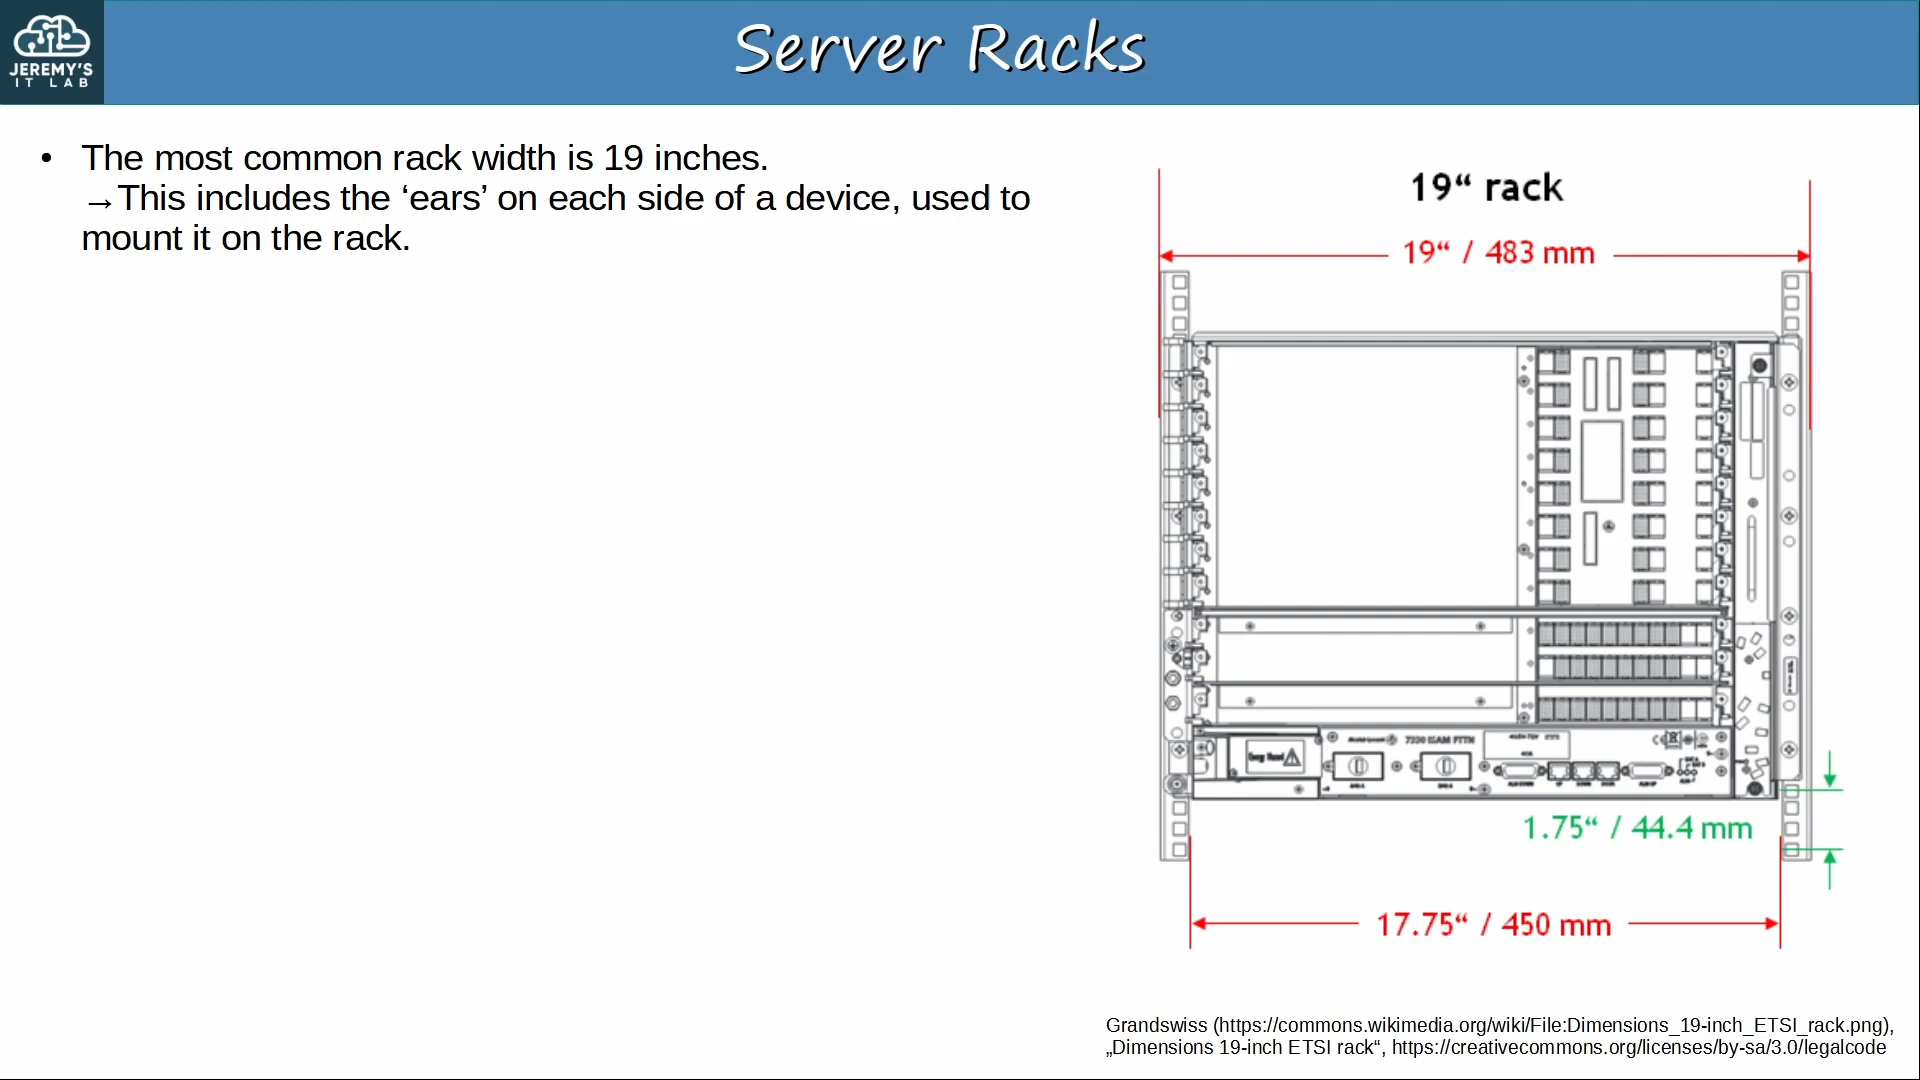 JEREMY'S
IT LAB
Server Racks
• The most common rack width is 19 inches.
→This includes the ‘ears’ on each side of a device, used to
mount it on the rack.
19“ rack
19“ / 483 mm
7330 ISAM FTTN
1.75“ / 44.4 mm
17.75“ / 450 mm
Grandswiss (https://commons.wikimedia.org/wiki/File:Dimensions_19-inch_ETSI_rack.png),
„Dimensions 19-inch ETSI rack“, https://creativecommons.org/licenses/by-sa/3.0/legalcode